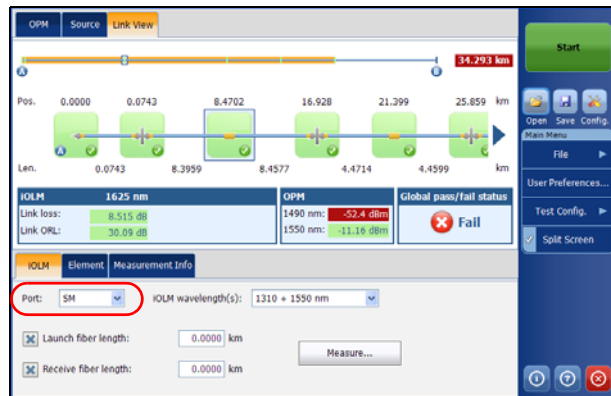 OPM Source Link View
Start
34.293 km
A B
Pos. 0.0000 0.0743 8.4702 16.928 21.399 25.859 km
Open Save Config.
Main Menu
File
A
Len. 0.0743 8.3959 8.4577 4.4714 4.4599 km
User Preferences...
iOLM 1625 nm OPM Global pass/fail status
Link loss: 8.515 dB 1490 nm: -52.4 dBm Fail
Link ORL: 30.09 dB 1550 nm: -11.16 dBm
Test Config.
Split Screen
iOLM Element Measurement Info
Port: SM iOLM wavelength(s): 1310 + 1550 nm
Launch fiber length: 0.0000 km
Measure...
Receive fiber length: 0.0000 km